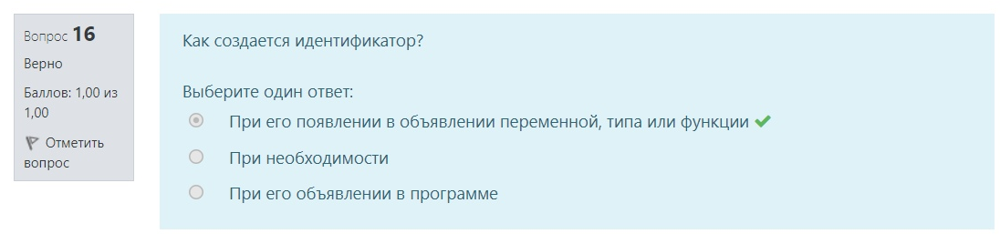 Вопрос 16
Верно
Баллов: 1,00 из
1,00
Отметить
вопрос
Как создается идентификатор?
Выберите один ответ:
При его появлении в объявлении переменной, типа или функции
При необходимости
При его объявлении в программе